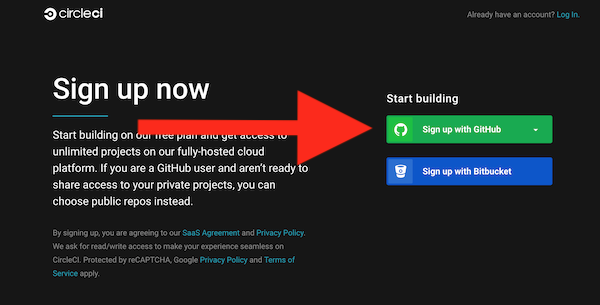 circleci
Already have an account? Log In.
Sign up now
Start building on our free plan and get access to
unlimited projects on our fully-hosted cloud
platform. If you are a GitHub user and aren't ready to
share access to your private projects, you can
choose public repos instead.
By signing up, you are agreeing to our SaaS Agreement and Privacy Policy.
We ask for read/write access to make your experience seamless on
CircleCI. Protected by reCAPTCHA, Google Privacy Policy and Terms of
Service apply.
Start building
Sign up with GitHub
Sign up with Bitbucket